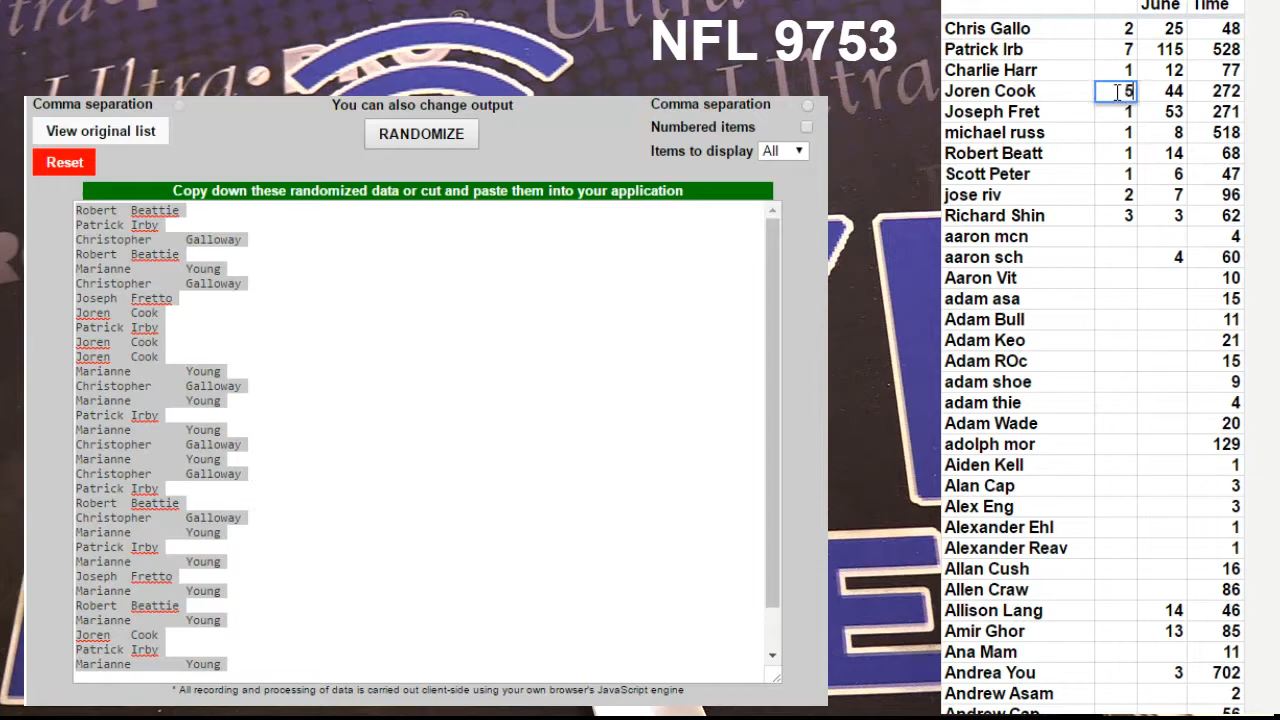 NFL 9753
June Time
Chris Gallo 2 25 48
Patrick Irb 7 115 528
Charlie Harr 1 12 77
Joren Cook 5 44 272
Joseph Fret 1 53 271
michael russ 1 8 518
Robert Beatt 1 14 68
Scott Peter 1 6 47
jose riv 2 7 96
Richard Shin 3 3 62
aaron mcn 4
aaron sch 4 60
Aaron Vit 10
adam asa 15
Adam Bull 11
Adam Keo 21
Adam ROc 15
adam shoe 9
adam thie 4
Adam Wade 20
adolph mor 129
Aiden Kell 1
Alan Cap 3
Alex Eng 3
Alexander Ehl 1
Alexander Reav 1
Allan Cush 16
Allen Craw 86
Allison Lang 14 46
Amir Ghor 13 85
Ana Mam 11
Andrea You 3 702
Andrew Asam 2
Andrew Cap 56
Comma separation
You can also change output
Comma separation
View original list
RANDOMIZE
Numbered items
Reset
Items to display All
Copy down these randomized data or cut and paste them into your application
Robert Beattie
Patrick Irby
Christopher Galloway
Robert Beattie
Marianne Young
Christopher Galloway
Joseph Fretto
Joren Cook
Patrick Irby
Joren Cook
Joren Cook
Marianne Young
Christopher Galloway
Marianne Young
Patrick Irby
Marianne Young
Christopher Galloway
Marianne Young
Christopher Galloway
Patrick Irby
Robert Beattie
Christopher Galloway
Marianne Young
Patrick Irby
Marianne Young
Joseph Fretto
Marianne Young
Robert Beattie
Marianne Young
Joren Cook
Patrick Irby
Marianne Young
* All recording and processing of data is carried out client-side using your own browser's JavaScript engine
Ultra